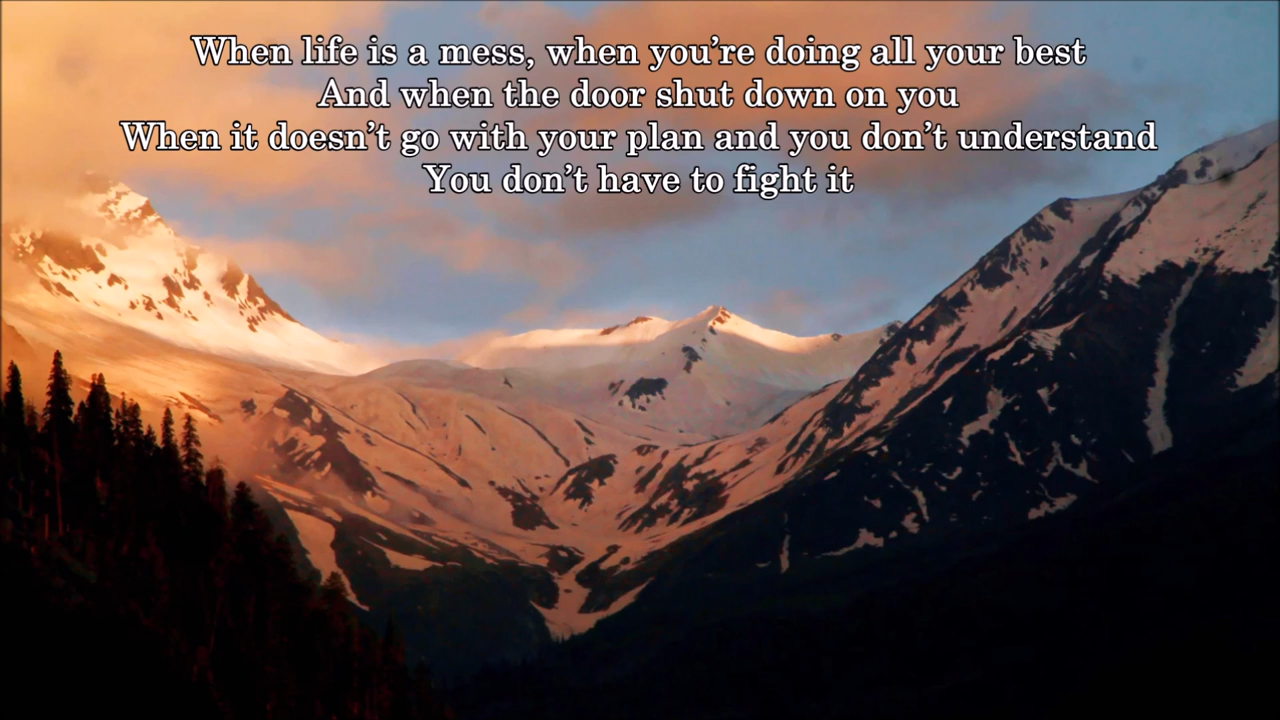 When life is a mess, when you’re doing all your best
And when the door shut down on you
When it doesn’t go with your plan and you don’t understand
You don’t have to fight it